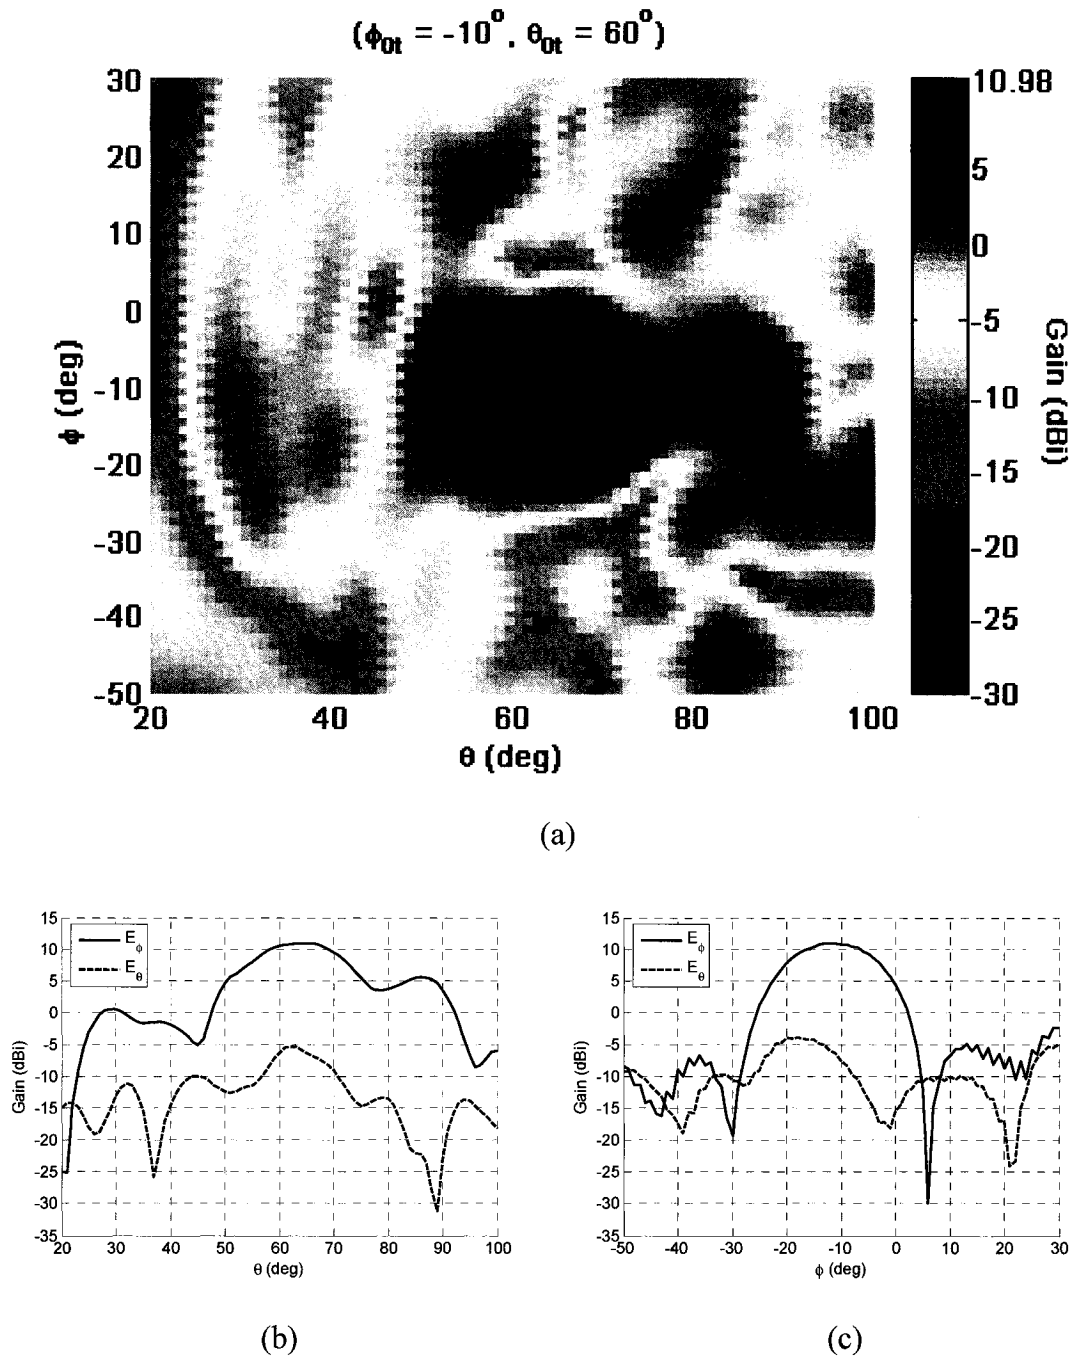 (ϕ0t = -10°, θ0t = 60°)
30
20
10
0
-10
-20
-30
-40
-50
ϕ (deg)
20
40
60
80
100
θ (deg)
10.98
5
0
-5
-10
-15
-20
-25
-30
Gain (dBi)
(a)
15
10
5
0
-5
-10
-15
-20
-25
-30
-35
Gain (dBi)
Eϕ
Eθ
20 30 40 50 60 70 80 90 100
θ (deg)
(b)
15
10
5
0
-5
-10
-15
-20
-25
-30
-35
Gain (dBi)
Eϕ
Eθ
-50 -40 -30 -20 -10 0 10 20 30
ϕ (deg)
(c)